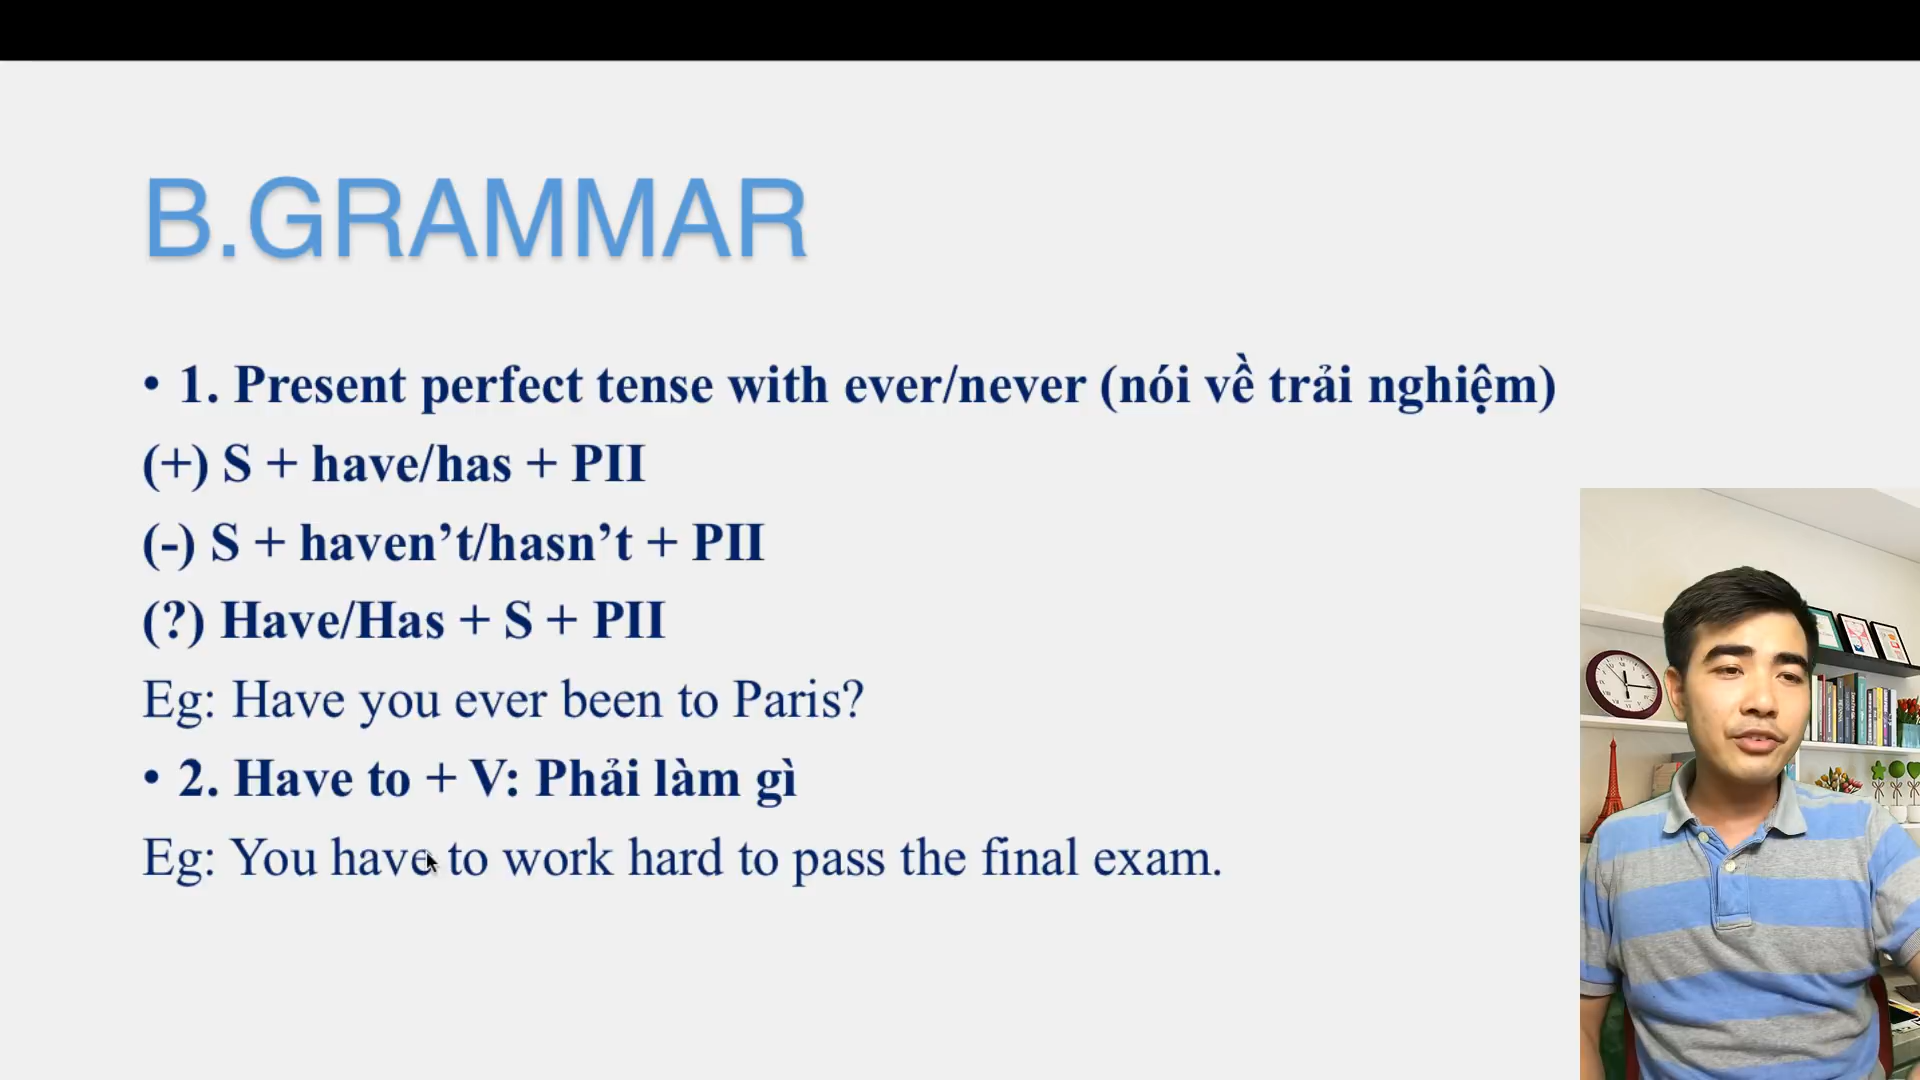 B.GRAMMAR
• 1. Present perfect tense with ever/never (nói về trải nghiệm)
(+) S + have/has + PII
(-) S + haven’t/hasn’t + PII
(?) Have/Has + S + PII
Eg: Have you ever been to Paris?
• 2. Have to + V: Phải làm gì
Eg: You have to work hard to pass the final exam.